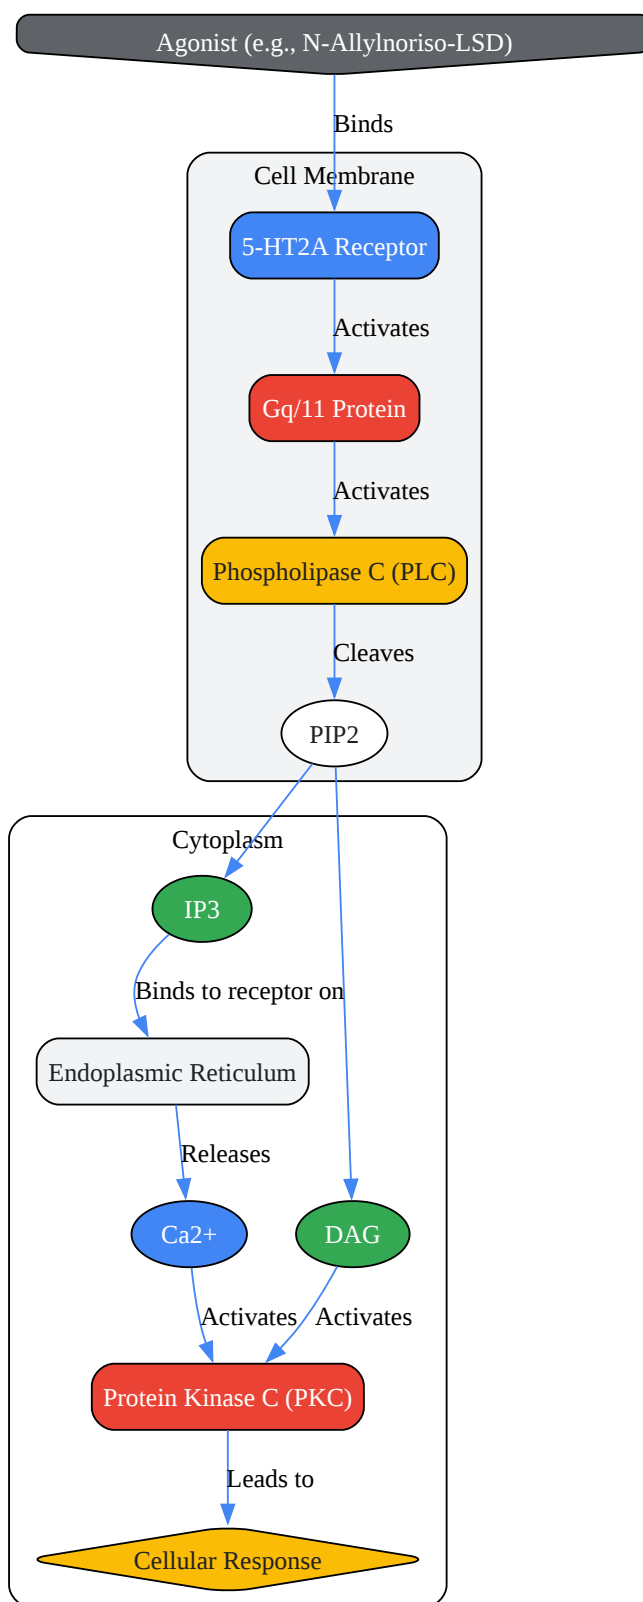 Agonist (e.g., N-Allylnoriso-LSD)
Binds
Cell Membrane
5-HT2A Receptor
Activates
Gq/11 Protein
Activates
Phospholipase C (PLC)
Cleaves
PIP2
Cytoplasm
IP3
Binds to receptor on
Endoplasmic Reticulum
Releases
Ca2+
DAG
Activates
Activates
Protein Kinase C (PKC)
Leads to
Cellular Response